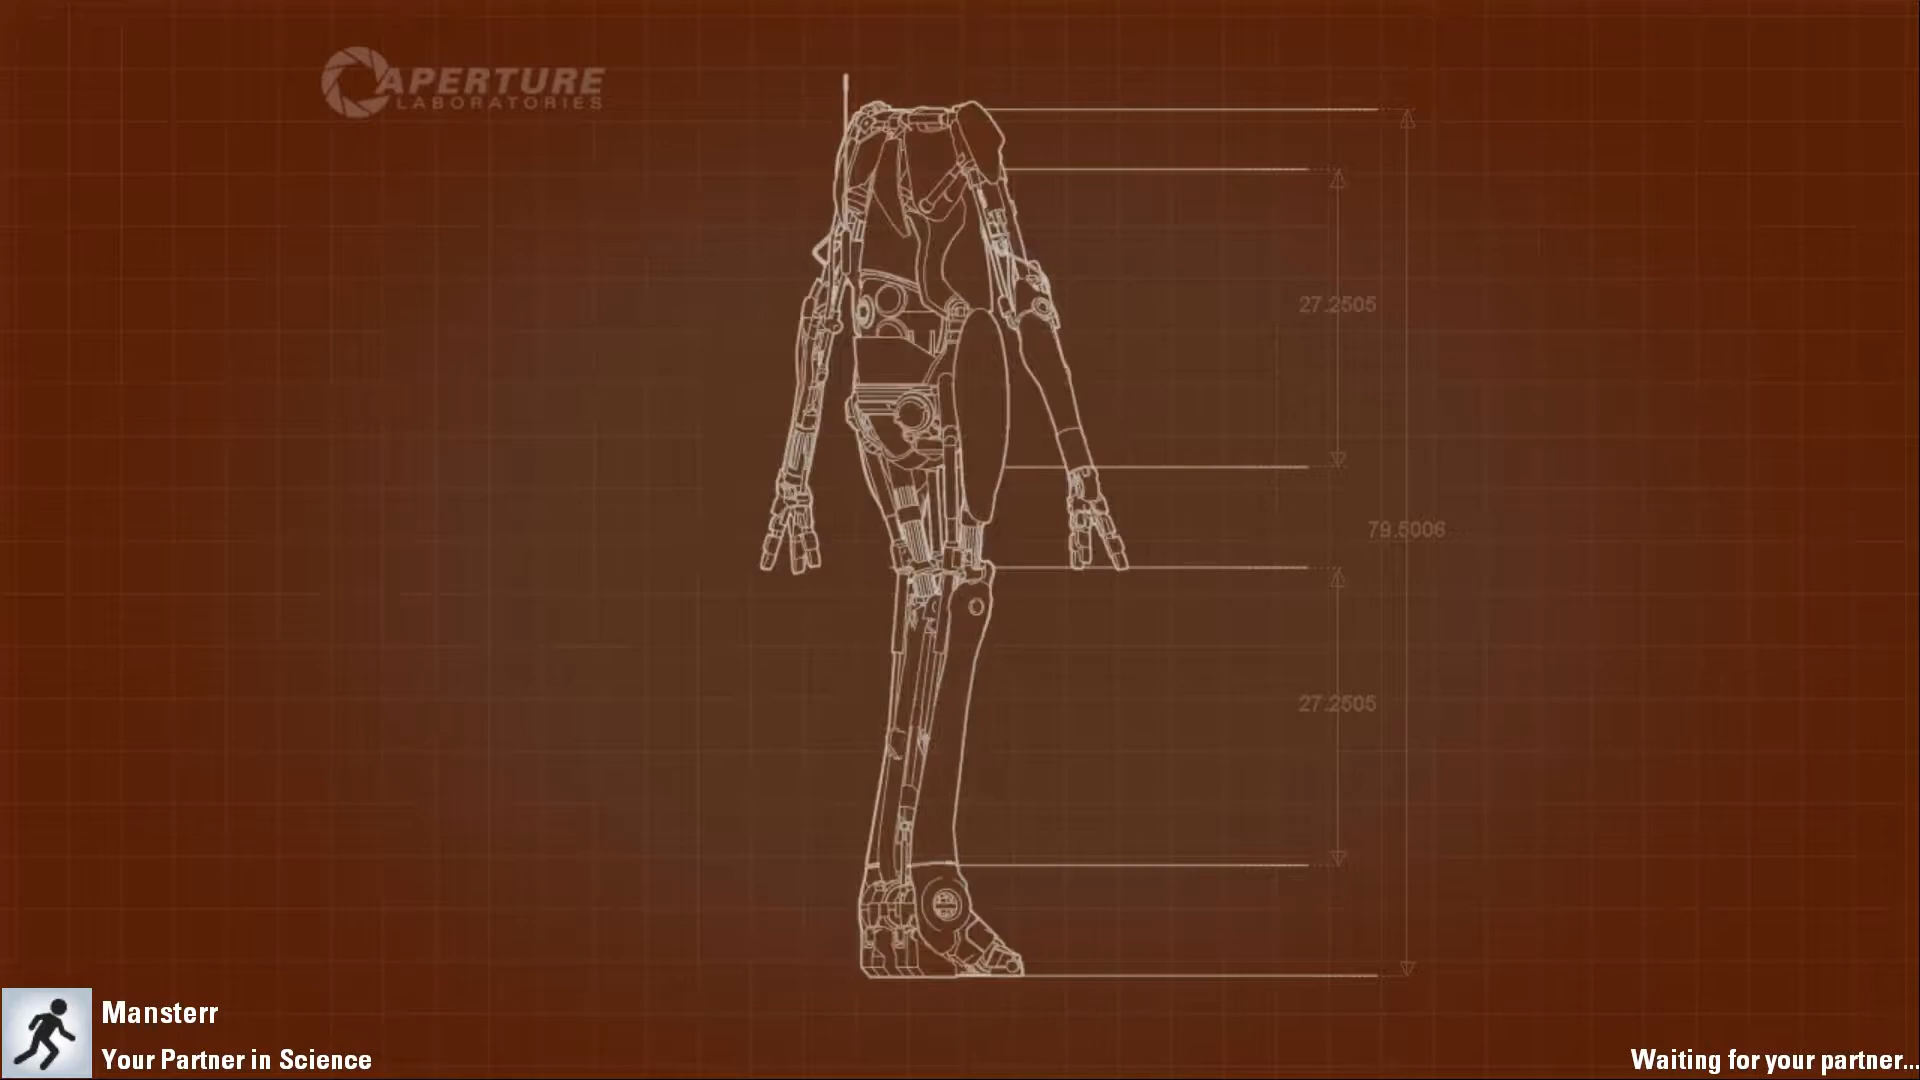 APERTURE
LABORATORIES
27.2505
79.5006
27.2505
Mansterr
Your Partner in Science
Waiting for your partner...